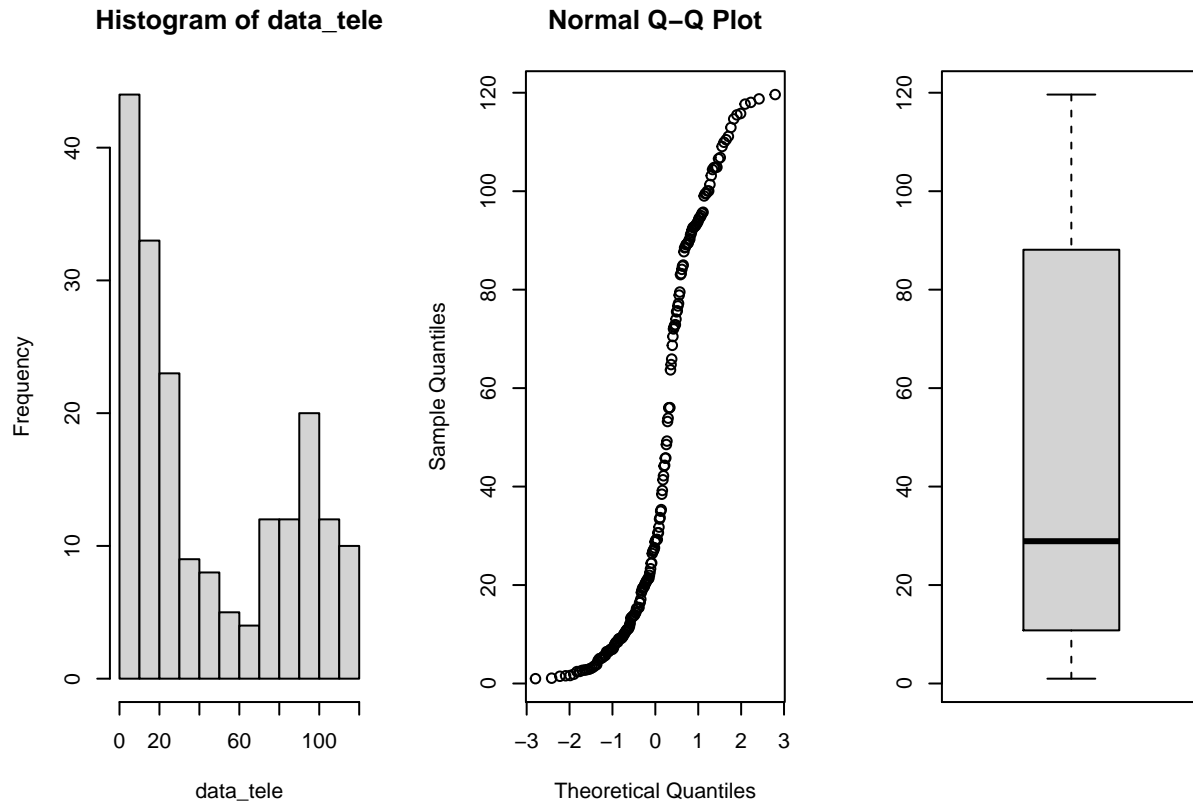 Histogram of data_tele
Frequency
40
30
20
10
0
0 20 60 100
data_tele
Normal Q−Q Plot
Sample Quantiles
120
100
80
60
40
20
0
−3 −2 −1 0 1 2 3
Theoretical Quantiles
120
100
80
60
40
20
0